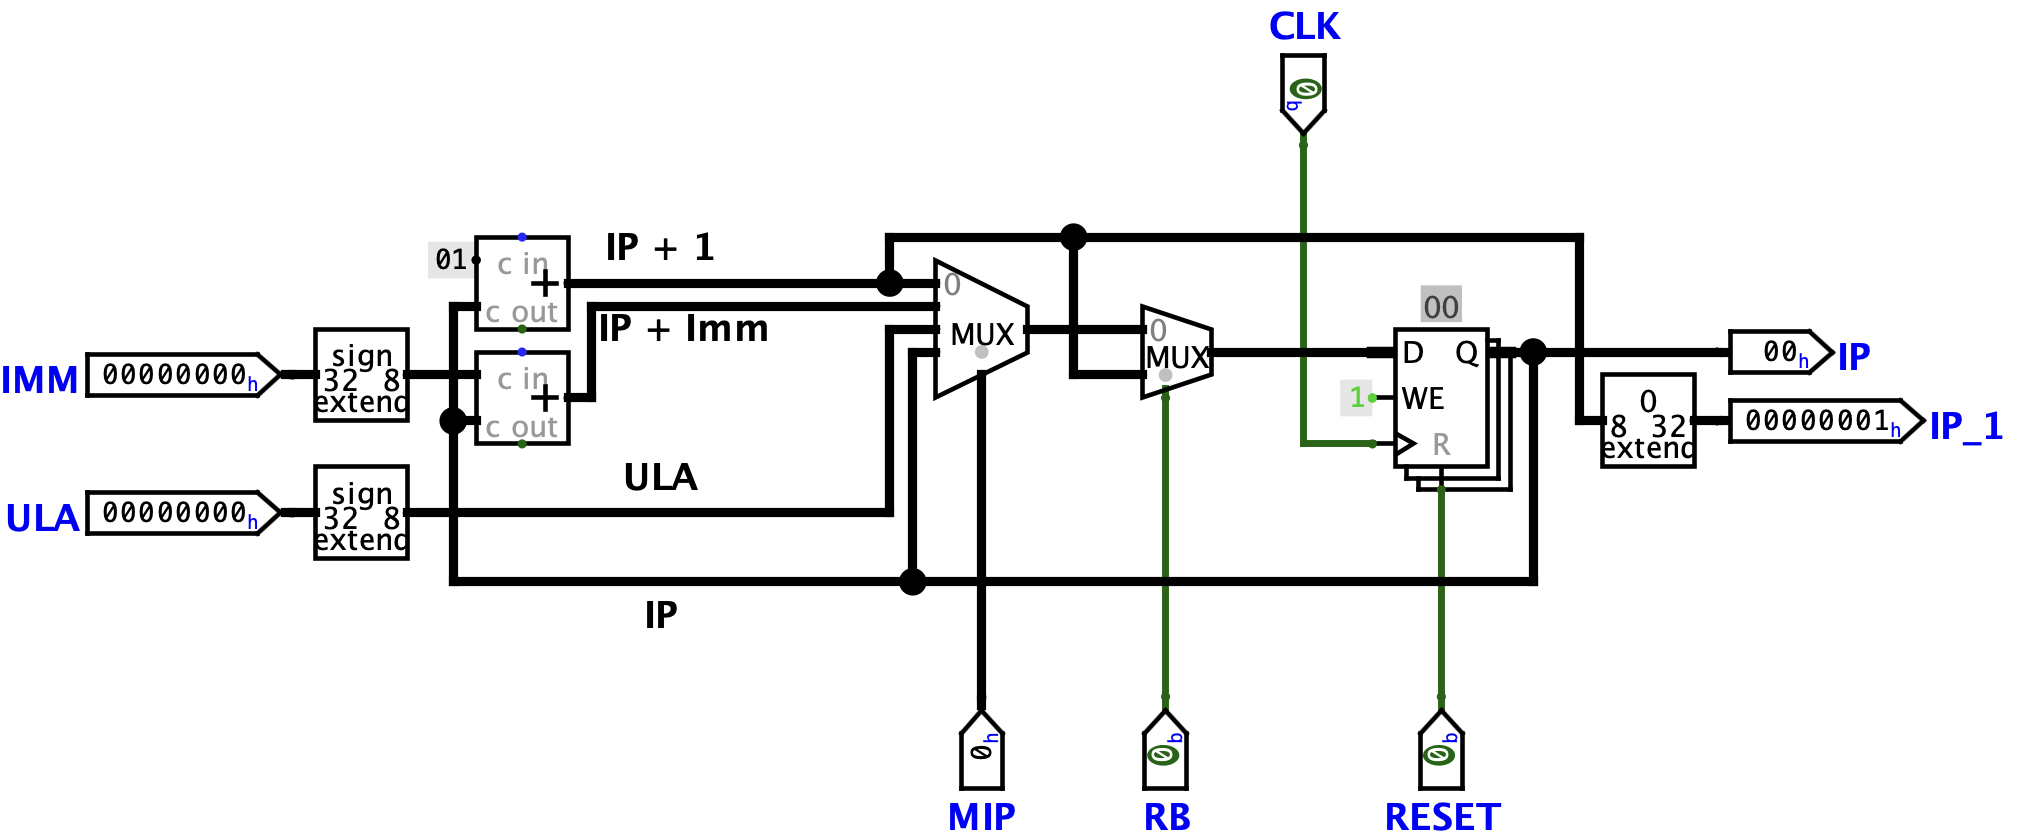 CLK
0b
IP + 1
01
c in
+
c out
0
IP + Imm
MUX
0
MUX
00
D Q
1
WE
R
00h
IP
IMM
00000000h
sign
32 8
extend
c in
+
c out
0
8 32
extend
00000001h
IP_1
ULA
ULA
00000000h
sign
32 8
extend
IP
0h
0b
0b
MIP
RB
RESET